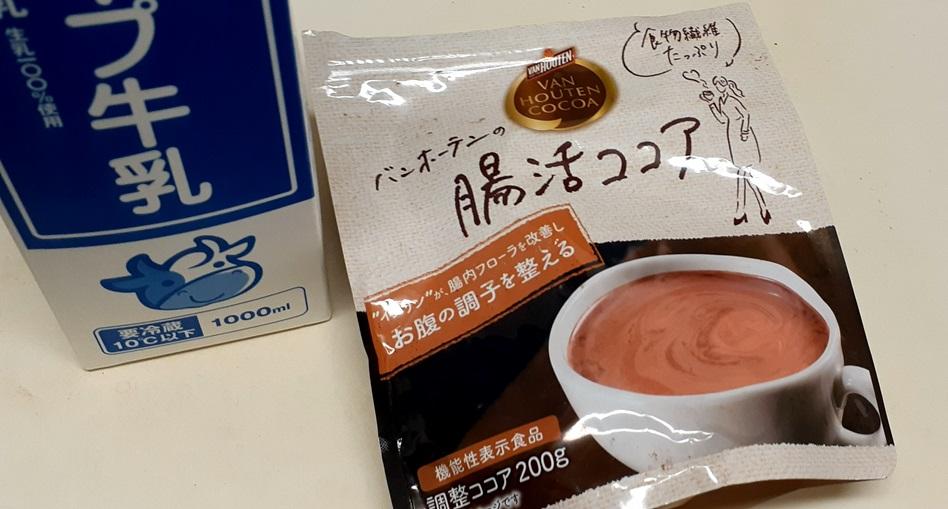 プ牛乳
乳
生乳100%使用
要冷蔵
10℃以下
1000ml
食物繊維
たっぷり
VAN HOUTEN
VAN
HOUTEN
COCOA
バンホーテンの
腸活ココア
が、腸内フローラを改善し
お腹の調子を整える
機能性表示食品
調整ココア 200g
です